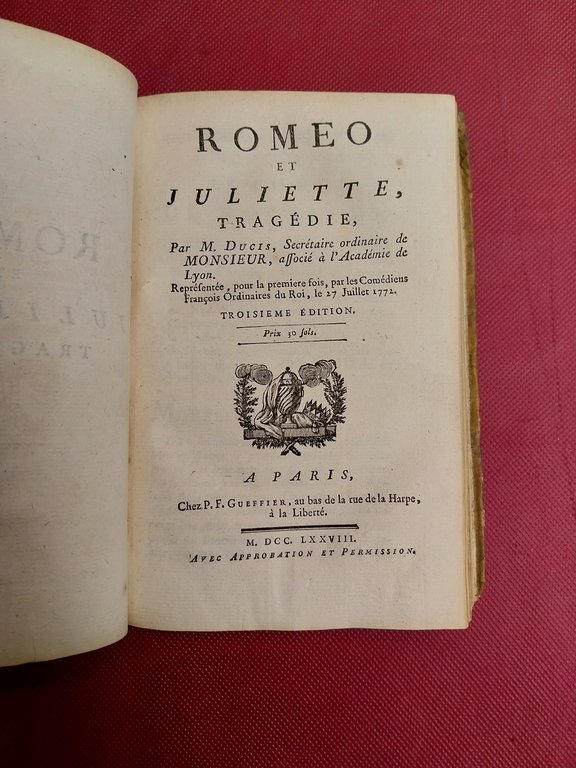 ROMEO
ET
JULIETTE,
TRAGÉDIE,
Par M. DUCIS, Secrétaire ordinaire de
MONSIEUR, aſſocié à l'Académie de
Lyon.
Repréſentée, pour la premiere fois, par les Comédiens
François Ordinaires du Roi, le 27 Juillet 1772.
TROISIEME ÉDITION.
Prix 30 ſols.
A PARIS,
Chez P. F. GUEFFIER, au bas de la rue de la Harpe,
à la Liberté.
M. DCC. LXXVIII.
AVEC APPROBATION ET PERMISSION.